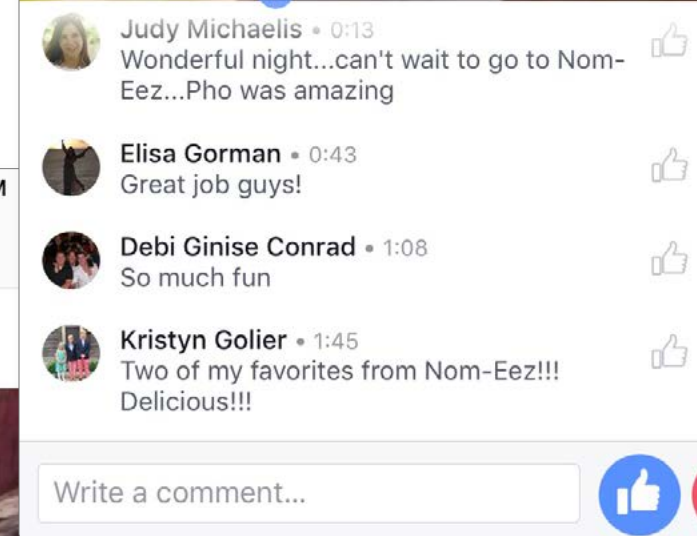 Judy Michaelis • 0:13
Wonderful night...can't wait to go to Nom-
Eez...Pho was amazing
Elisa Gorman • 0:43
Great job guys!
M
Debi Ginise Conrad • 1:08
So much fun
Kristyn Golier • 1:45
Two of my favorites from Nom-Eez!!!
Delicious!!!
Write a comment...